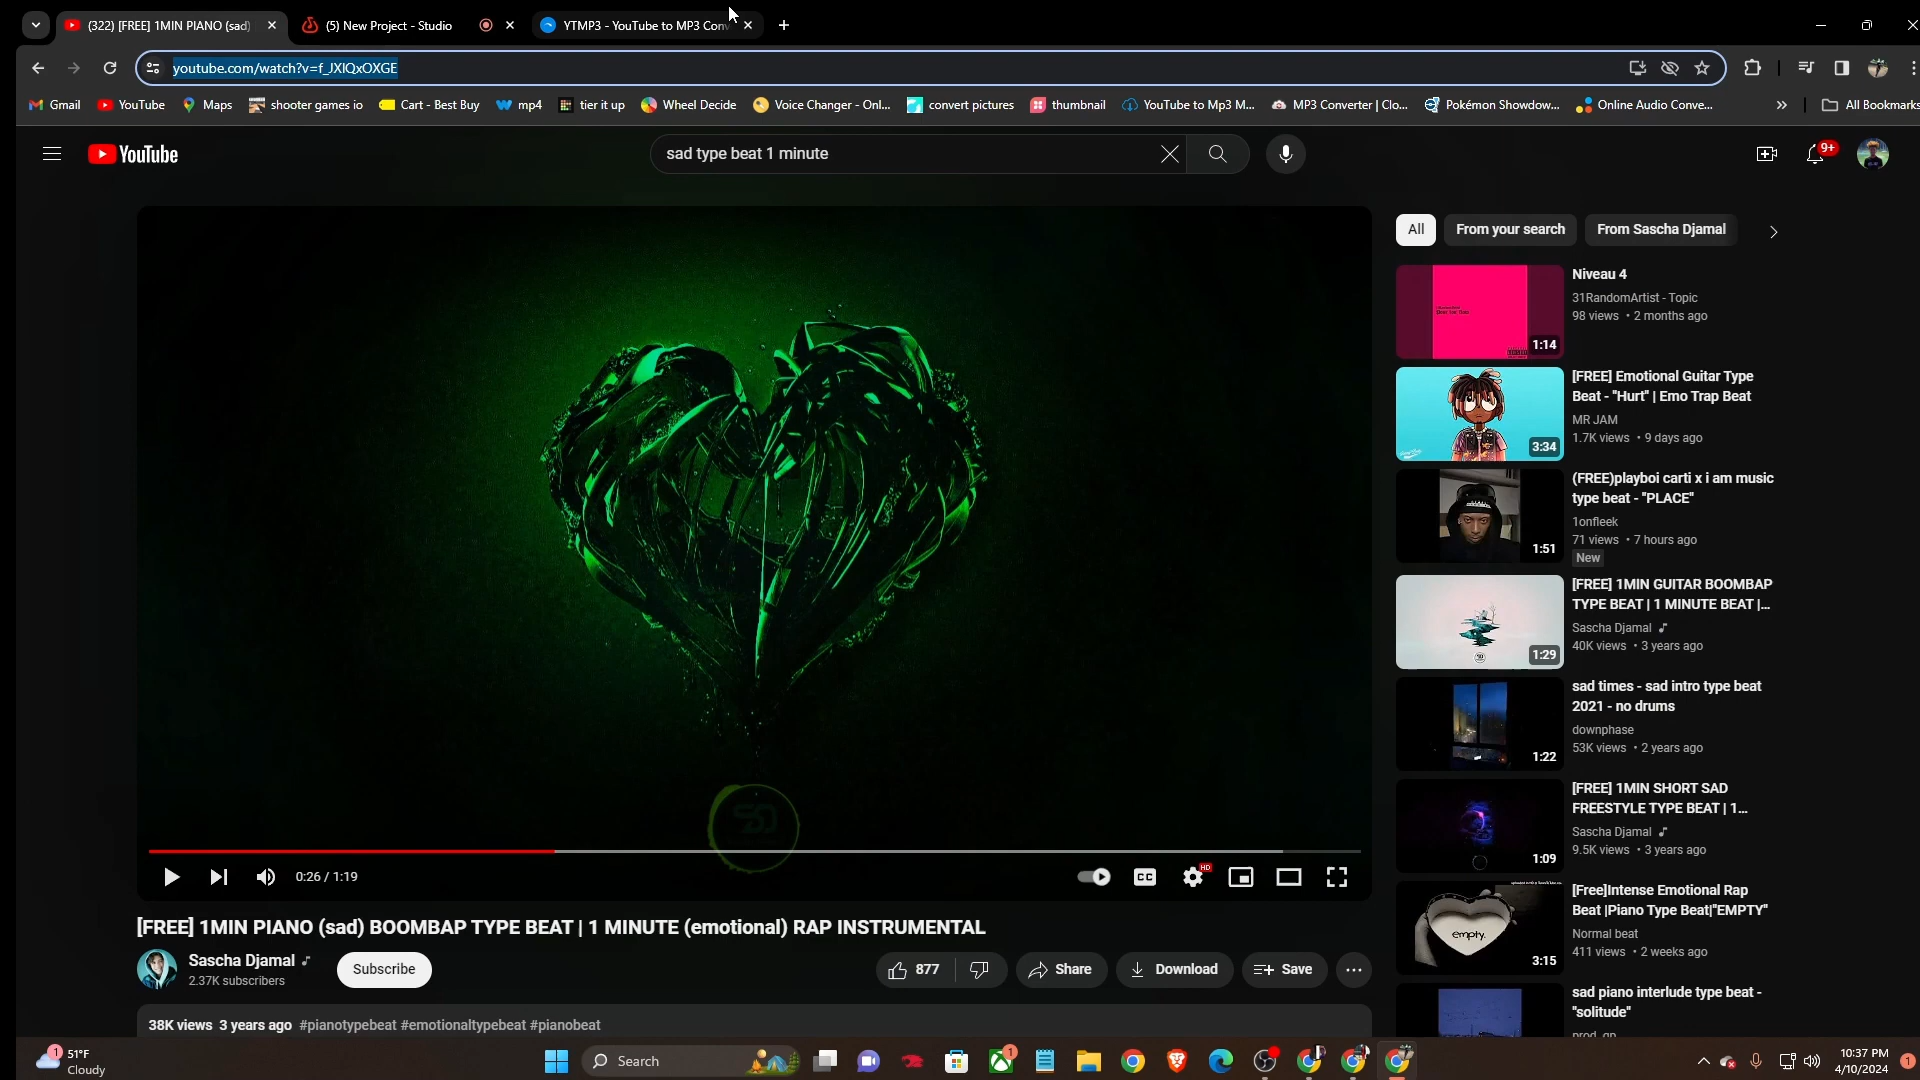 (322) [FREE] 1MIN PIANO (sad)
(5) New Project - Studio
YTMP3 - YouTube to MP3 Conv
youtube.com/watch?v=f_JXIQxOXGE
Gmail
YouTube
Maps
shooter games io
Cart - Best Buy
mp4
tier it up
Wheel Decide
Voice Changer - Onl...
convert pictures
thumbnail
YouTube to Mp3 M...
MP3 Converter | Clo...
Pokémon Showdow...
Online Audio Conve...
»
All Bookmarks
YouTube
sad type beat 1 minute
9+
All
From your search
From Sascha Djamal
Niveau 4
31RandomArtist - Topic
98 views • 2 months ago
1:14
[FREE] Emotional Guitar Type
Beat - "Hurt" | Emo Trap Beat
MR JAM
1.7K views • 9 days ago
3:34
(FREE)playboi carti x i am music
type beat - "PLACE"
1onfleek
71 views • 7 hours ago
New
1:51
[FREE] 1MIN GUITAR BOOMBAP
TYPE BEAT | 1 MINUTE BEAT |...
Sascha Djamal ♪
40K views • 3 years ago
1:29
sad times - sad intro type beat
2021 - no drums
downphase
53K views • 2 years ago
1:22
[FREE] 1MIN SHORT SAD
FREESTYLE TYPE BEAT | 1...
Sascha Djamal ♪
9.5K views • 3 years ago
1:09
[Free]Intense Emotional Rap
Beat |Piano Type Beat|"EMPTY"
Normal beat
411 views • 2 weeks ago
empty.
3:15
sad piano interlude type beat -
"solitude"
prod. qp
SD
0:26 / 1:19
CC
HD
[FREE] 1MIN PIANO (sad) BOOMBAP TYPE BEAT | 1 MINUTE (emotional) RAP INSTRUMENTAL
Sascha Djamal ♪
2.37K subscribers
Subscribe
877
Share
Download
Save
38K views 3 years ago #pianotypebeat #emotionaltypebeat #pianobeat
1
51°F
Cloudy
Search
1
10:37 PM
4/10/2024
1